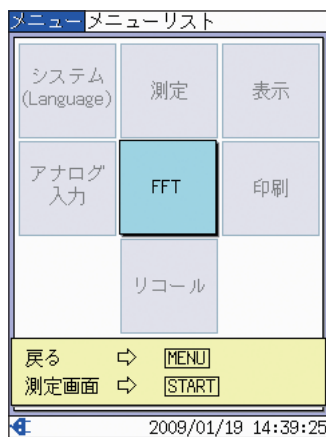 メニュー メニューリスト
システム
(Language)
測定
表示
アナログ
入力
FFT
印刷
リコール
戻る ⇨ MENU
測定画面 ⇨ START
2009/01/19 14:39:25